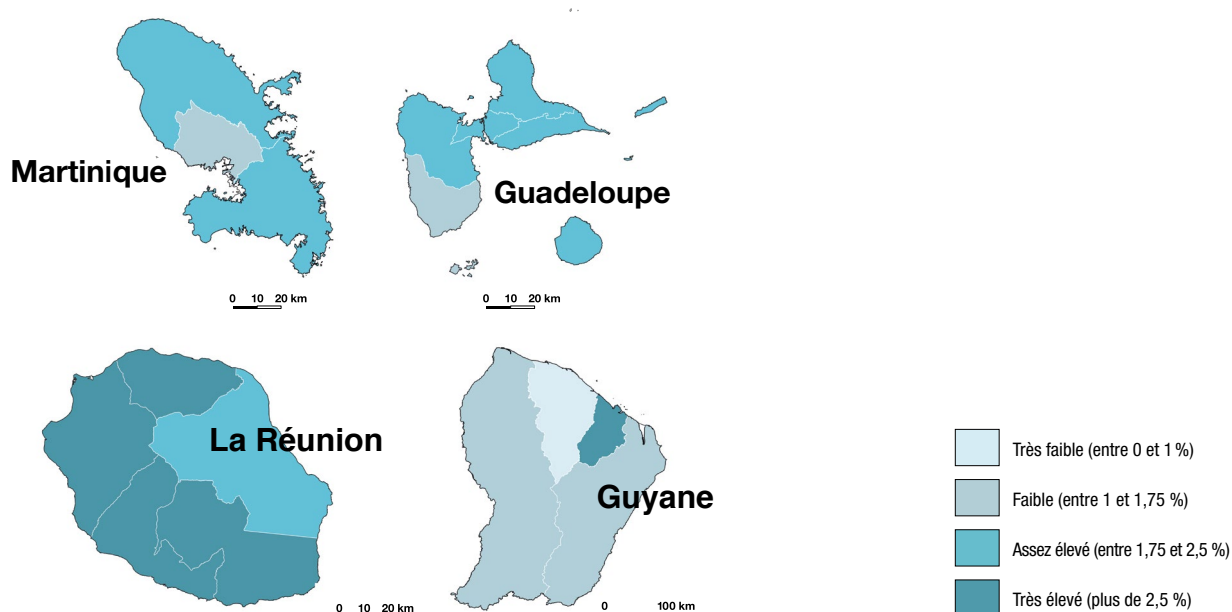 Martinique
Guadeloupe
0 10 20 km
0 10 20 km
La Réunion
Guyane
0 10 20 km
0 100 km
Très faible (entre 0 et 1 %)
Faible (entre 1 et 1,75 %)
Assez élevé (entre 1,75 et 2,5 %)
Très élevé (plus de 2,5 %)